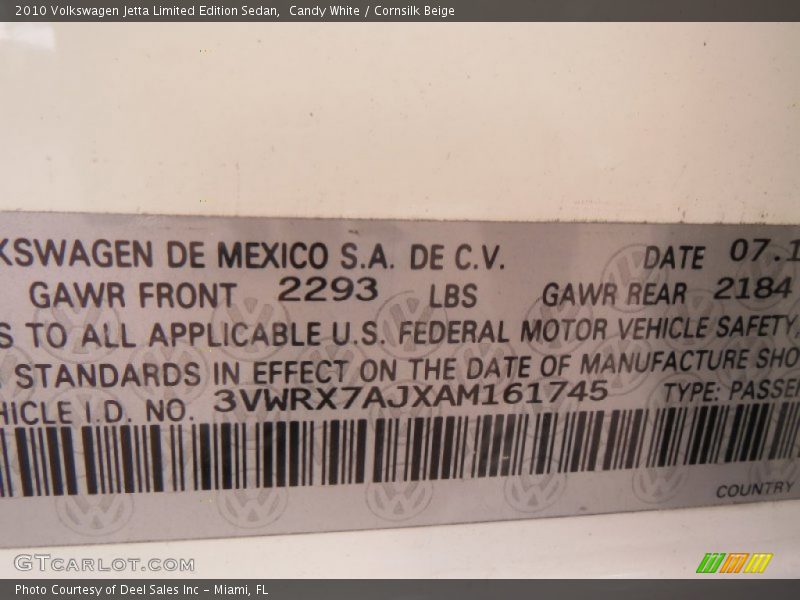 2010 Volkswagen Jetta Limited Edition Sedan,  Candy White / Cornsilk Beige
KSWAGEN DE MEXICO S.A. DE C.V. DATE 07.1
GAWR FRONT 2293 LBS GAWR REAR 2184
S TO ALL APPLICABLE U.S. FEDERAL MOTOR VEHICLE SAFETY,
STANDARDS IN EFFECT ON THE DATE OF MANUFACTURE SHO
HICLE I.D. NO. 3VWRX7AJXAM161745 TYPE: PASSE
COUNTRY
GTCARLOT.COM
Photo Courtesy of Deel Sales Inc - Miami, FL